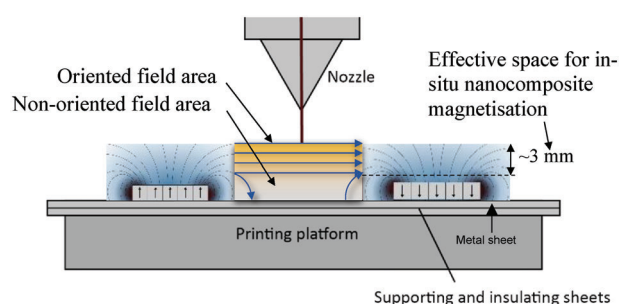 Nozzle
Effective space for in-
situ nanocomposite
magnetisation
Oriented field area
Non-oriented field area
~3 mm
Printing platform
Metal sheet
Supporting and insulating sheets